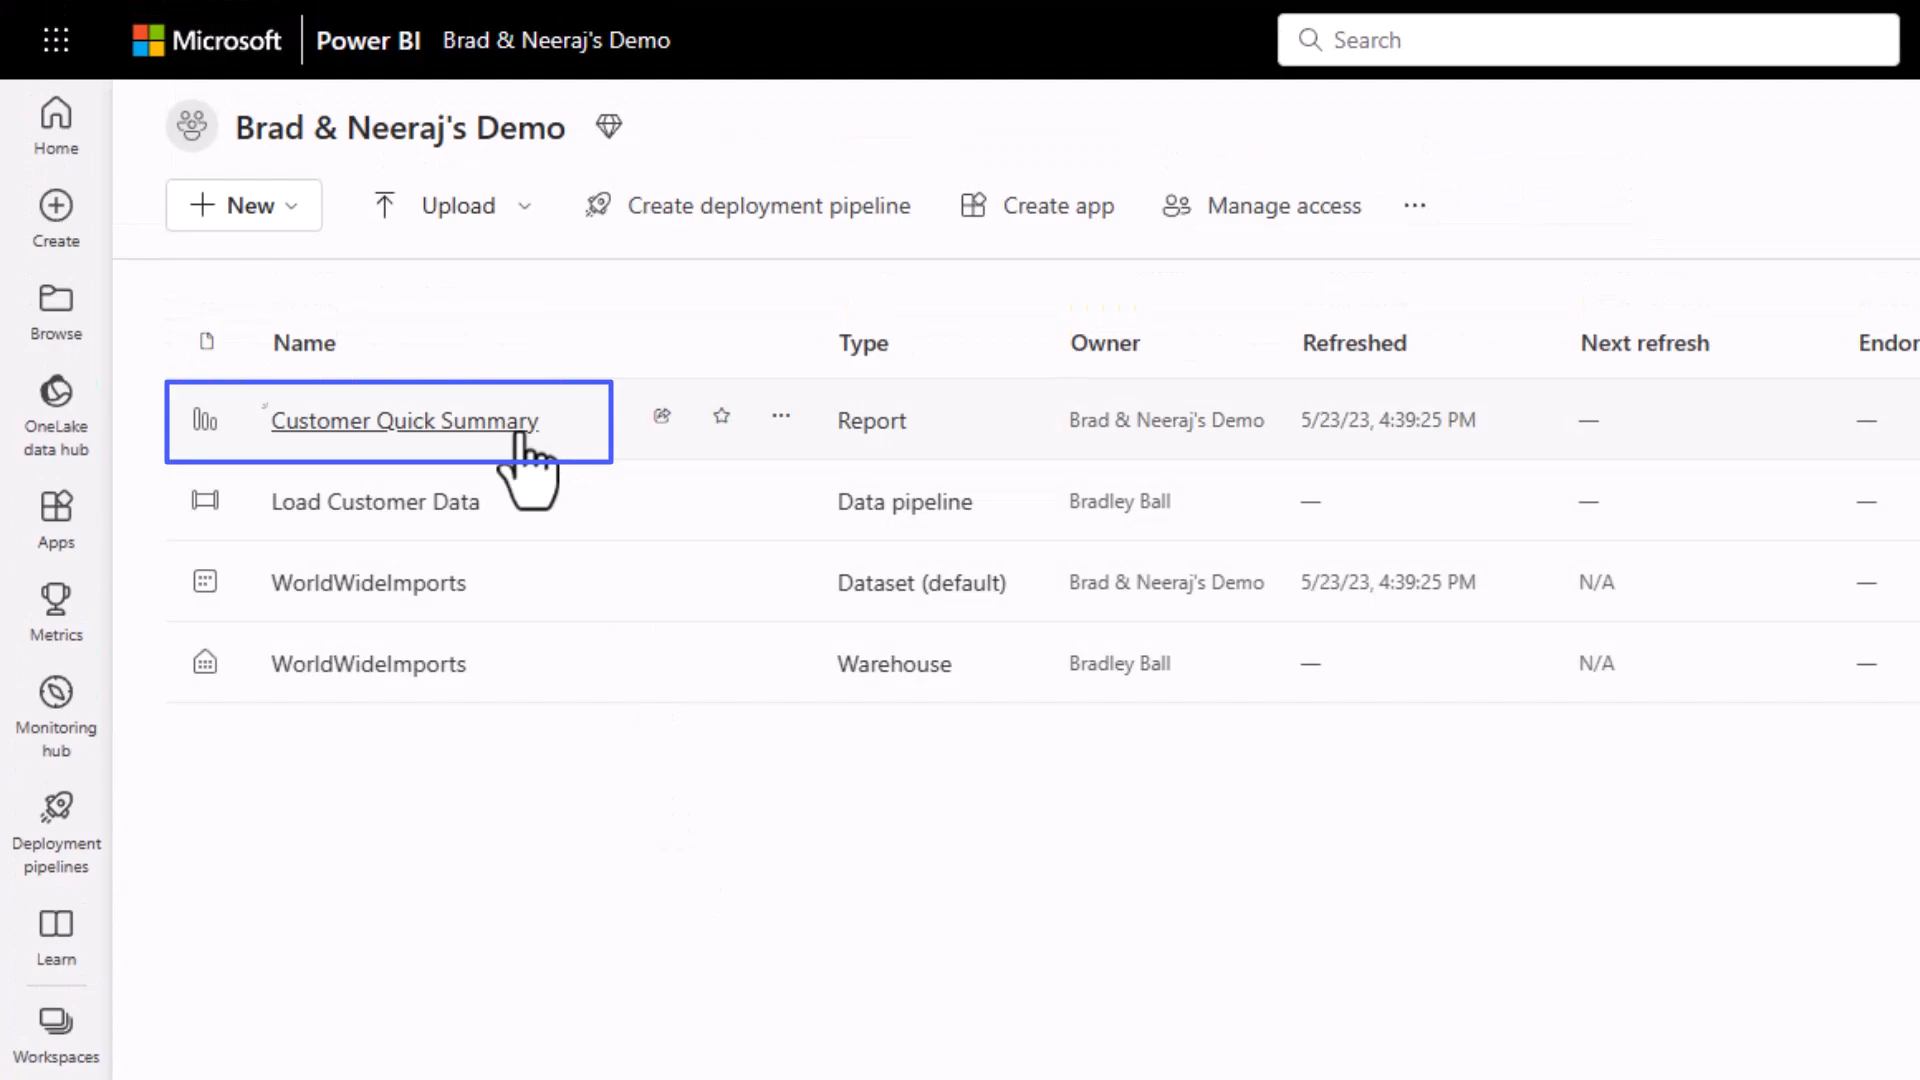 Microsoft Power BI Brad & Neeraj's Demo Search
Home
Create
Browse
OneLake
data hub
Apps
Metrics
Monitoring
hub
Deployment
pipelines
Learn
Workspaces
Brad & Neeraj's Demo
New Upload Create deployment pipeline Create app Manage access ...
Name Type Owner Refreshed Next refresh Endor
Customer Quick Summary ... Report Brad & Neeraj's Demo 5/23/23, 4:39:25 PM — —
Load Customer Data Data pipeline Bradley Ball — — —
WorldWideImports Dataset (default) Brad & Neeraj's Demo 5/23/23, 4:39:25 PM N/A —
WorldWideImports Warehouse Bradley Ball — N/A —